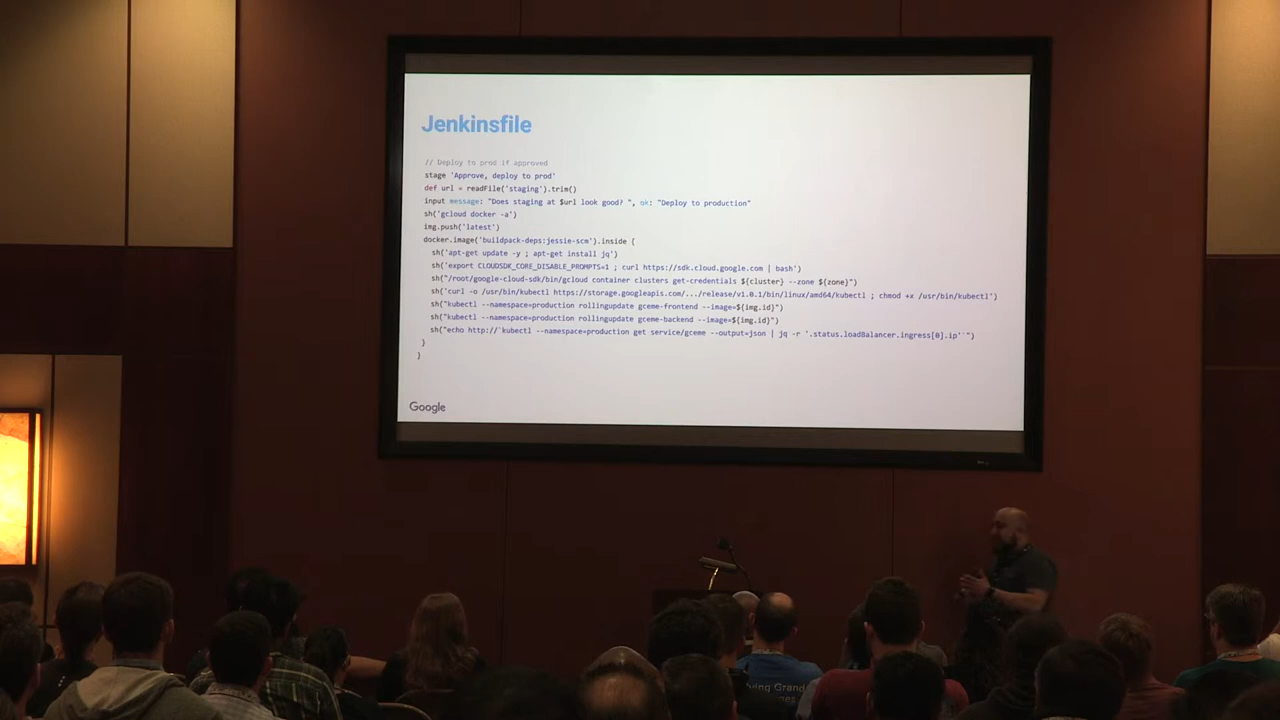 Jenkinsfile
// Deploy to prod if approved
stage 'Approve, deploy to prod'
def url = readFile('staging').trim()
input message: "Does staging at $url look good? ", ok: "Deploy to production"
sh('gcloud docker -a')
img.push('latest')
docker.image('buildpack-deps:jessie-scm').inside {
sh('apt-get update -y ; apt-get install jq')
sh('export CLOUDSDK_CORE_DISABLE_PROMPTS=1 ; curl https://sdk.cloud.google.com | bash')
sh("/root/google-cloud-sdk/bin/gcloud container clusters get-credentials ${cluster} --zone ${zone}")
sh('curl -o /usr/bin/kubectl https://storage.googleapis.com/.../release/v1.0.1/bin/linux/amd64/kubectl ; chmod +x /usr/bin/kubectl')
sh("kubectl --namespace=production rollingupdate gceme-frontend --image=${img.id}")
sh("kubectl --namespace=production rollingupdate gceme-backend --image=${img.id}")
sh("echo http://`kubectl --namespace=production get service/gceme --output=json | jq -r '.status.loadBalancer.ingress[0].ip'`")
}
}
Google
Grand